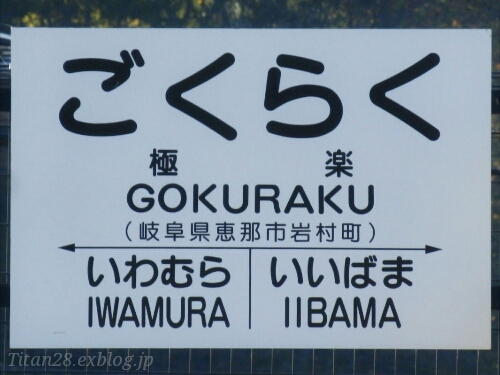 ごくらく
極楽
GOKURAKU
(岐阜県恵那市岩村町)
いわむら いいばま
IWAMURA IIBAMA
Titan28.exblog.jp